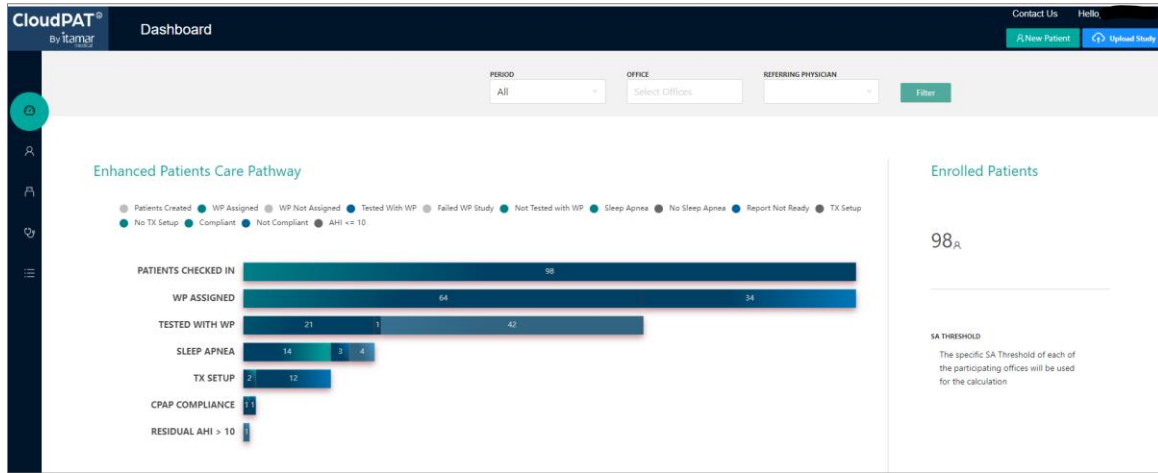 CloudPAT®
By itamar
medical
Dashboard
Contact Us
Hello,
New Patient
Upload Study
PERIOD
OFFICE
REFERRING PHYSICIAN
All
Select Offices
Filter
Enhanced Patients Care Pathway
Patients Created WP Assigned WP Not Assigned Tested With WP Failed WP Study Not Tested with WP Sleep Apnea No Sleep Apnea Report Not Ready TX Setup
No TX Setup Compliant Not Compliant AHI <= 10
PATIENTS CHECKED IN 98
WP ASSIGNED 64 34
TESTED WITH WP 21 1 42
SLEEP APNEA 14 3 4
TX SETUP 2 12
CPAP COMPLIANCE 1 1
RESIDUAL AHI > 10 1
Enrolled Patients
98
SA THRESHOLD
The specific SA Threshold of each of
the participating offices will be used
for the calculation